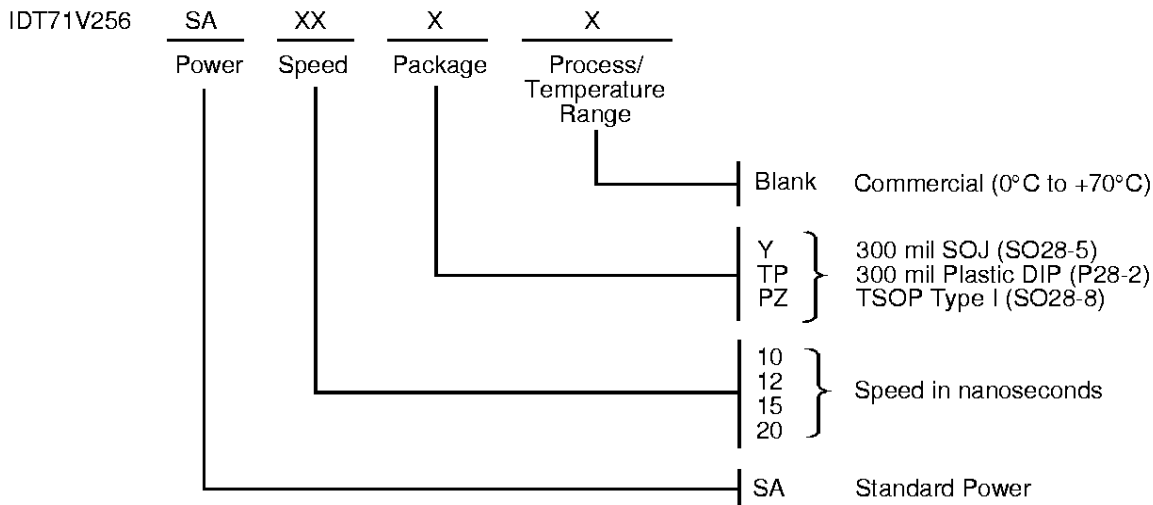 IDT71V256 SA XX X X
Power Speed Package Process/
Temperature
Range
Blank Commercial (0°C to +70°C)
Y 300 mil SOJ (SO28-5)
TP 300 mil Plastic DIP (P28-2)
PZ TSOP Type I (SO28-8)
10
12
15
20
Speed in nanoseconds
SA Standard Power